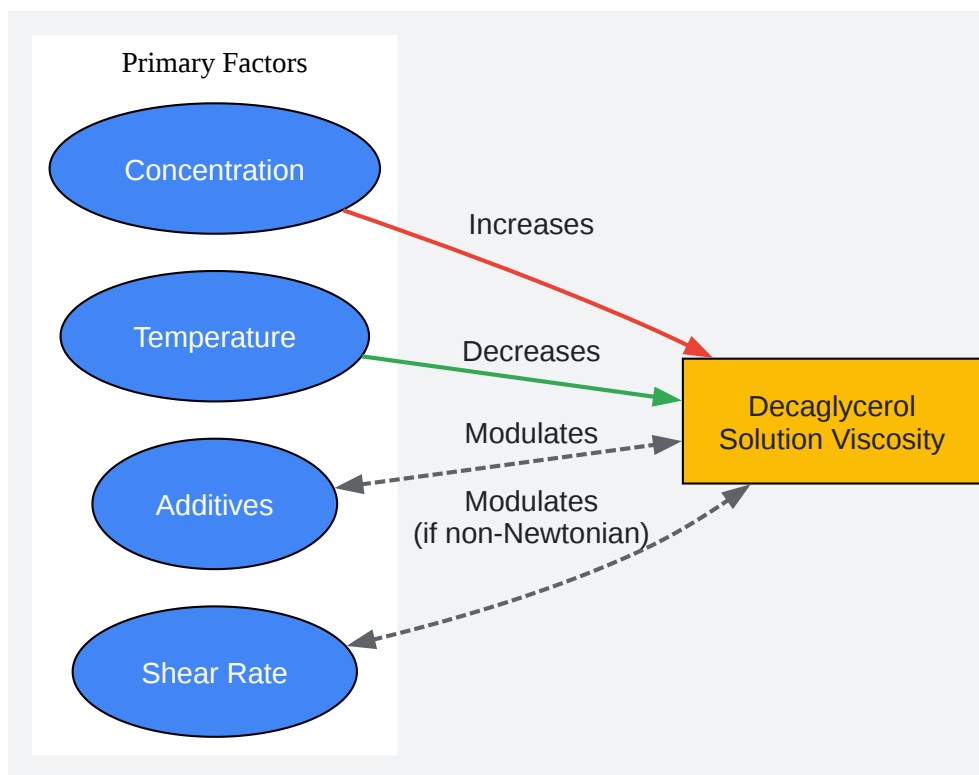 Primary Factors
Concentration
Increases
Temperature
Decreases
Decaglycerol
Solution Viscosity
Modulates
Additives
Modulates
(if non-Newtonian)
Shear Rate